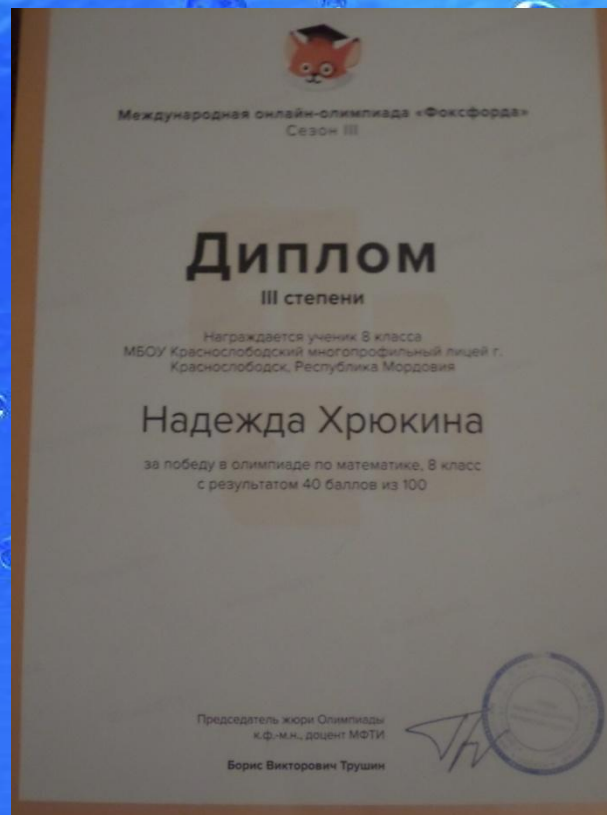 Международная онлайн-олимпиада «Фоксфорда»
Сезон III
Диплом
III степени
Награждается ученик 8 класса
МБОУ Краснослободский многопрофильный лицей г.
Краснослободск, Республика Мордовия
Надежда Хрюкина
за победу в олимпиаде по математике, 8 класс
с результатом 40 баллов из 100
Председатель жюри Олимпиады
к.ф.-м.н., доцент МФТИ
Борис Викторович Трушин